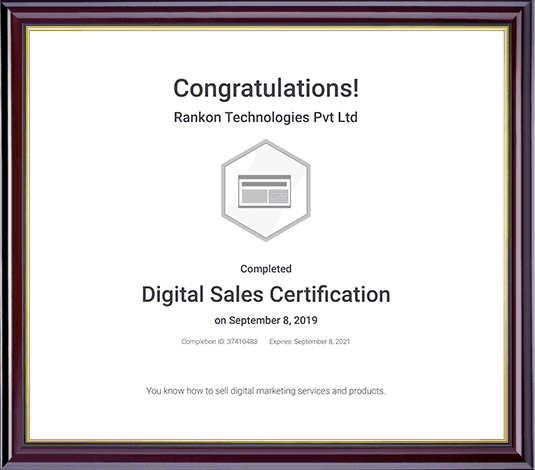 Congratulations!
Rankon Technologies Pvt Ltd
Completed
Digital Sales Certification
on September 8, 2019
Completion ID: 37410483 Expires: September 8, 2021
You know how to sell digital marketing services and products.